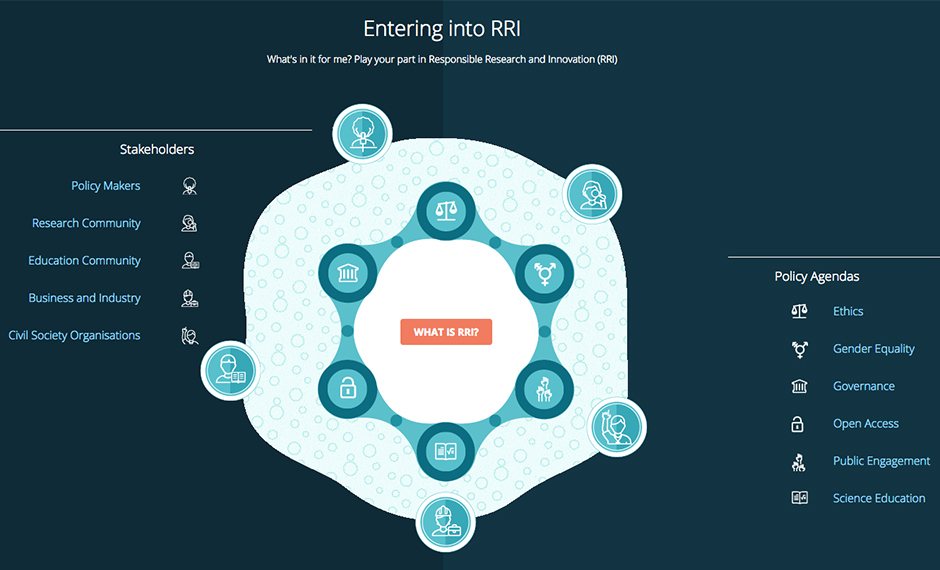 Entering into RRI
What's in it for me? Play your part in Responsible Research and Innovation (RRI)
Stakeholders
Policy Makers
Research Community
Education Community
Business and Industry
Civil Society Organisations
WHAT IS RRI?
Policy Agendas
Ethics
Gender Equality
Governance
Open Access
Public Engagement
Science Education